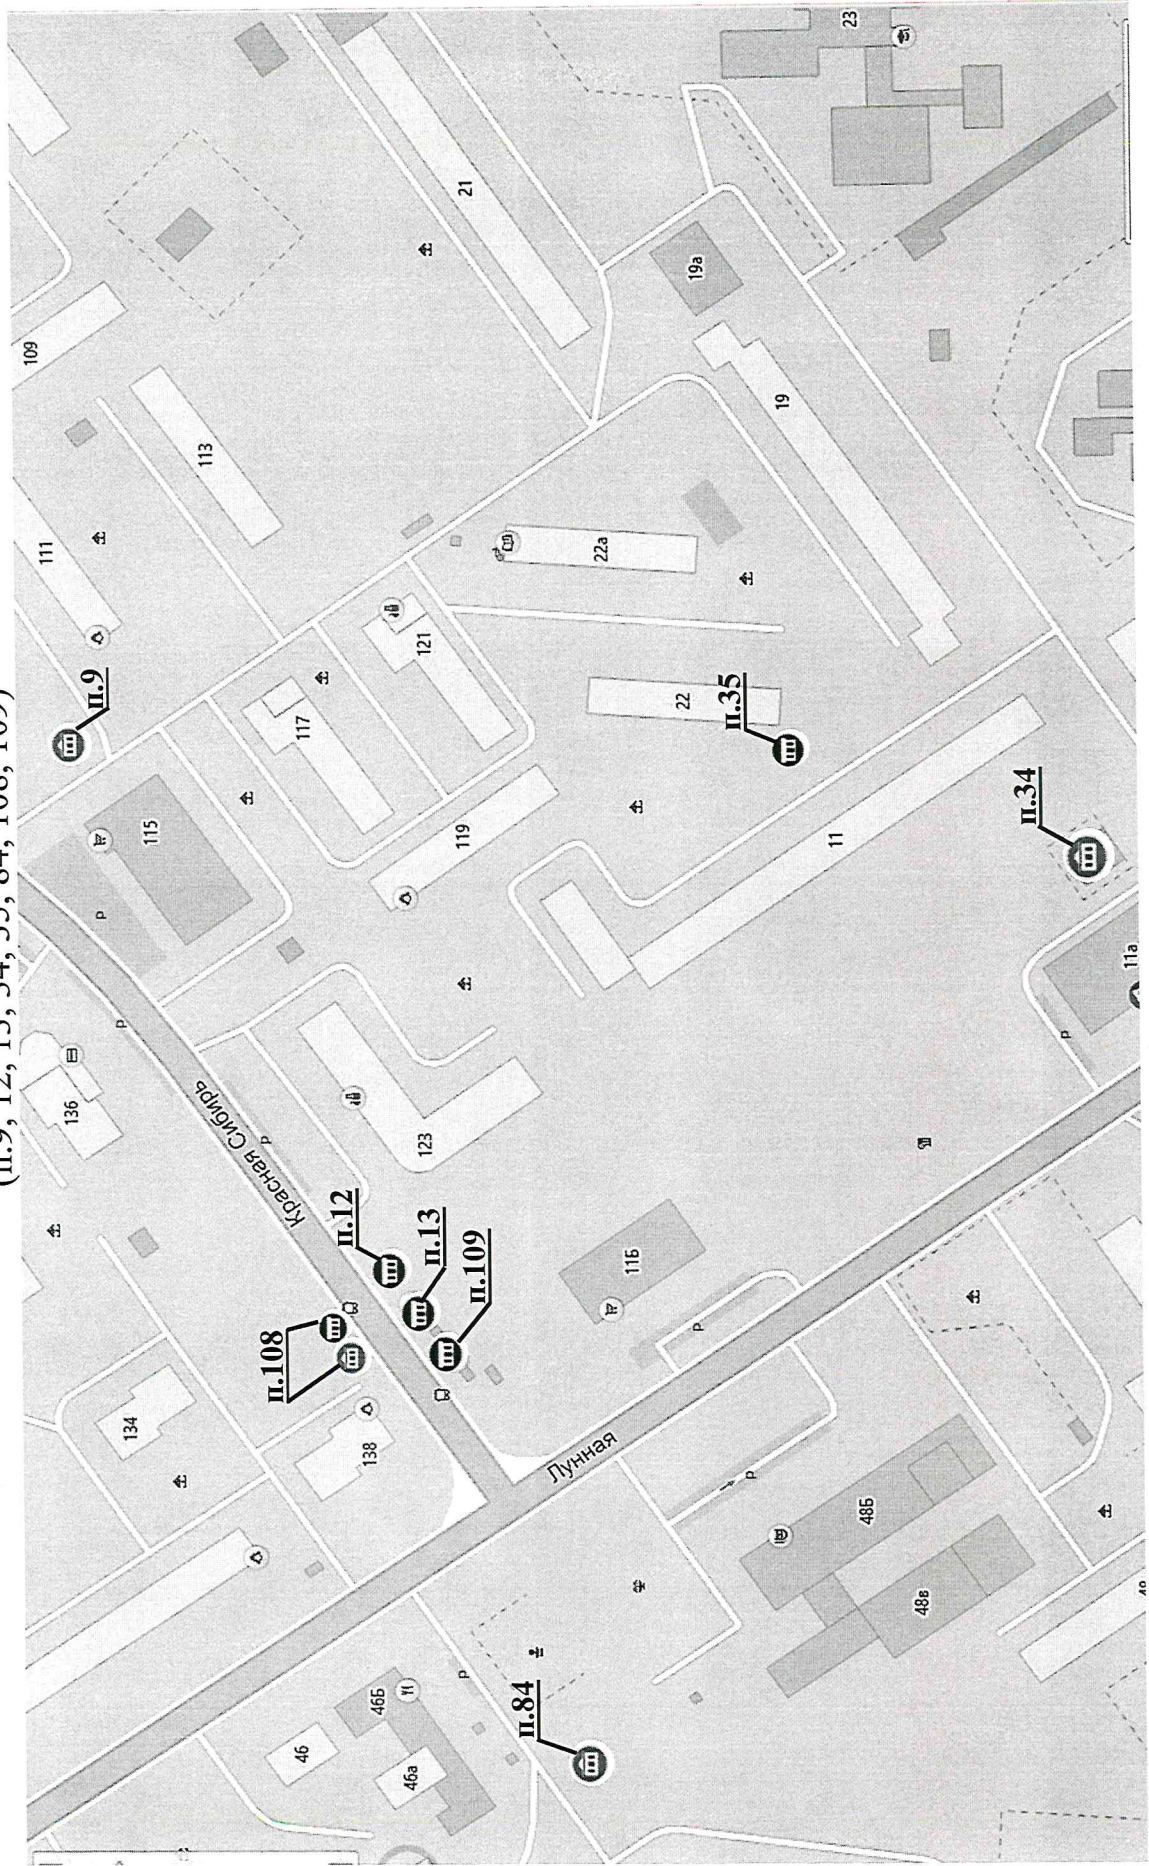 (п.9, 12, 13, 34, 35, 84, 108, 109)
109
111
п.9
113
21
23
115
117
121
22а
19а
19
136
119
22
п.35
11
п.34
11а
Красная Сибирь
123
п.12
п.13
п.109
п.108
11Б
134
138
Лунная
48Б
48в
48
46
46Б
46а
п.84
P
P
P
P
P
P
P